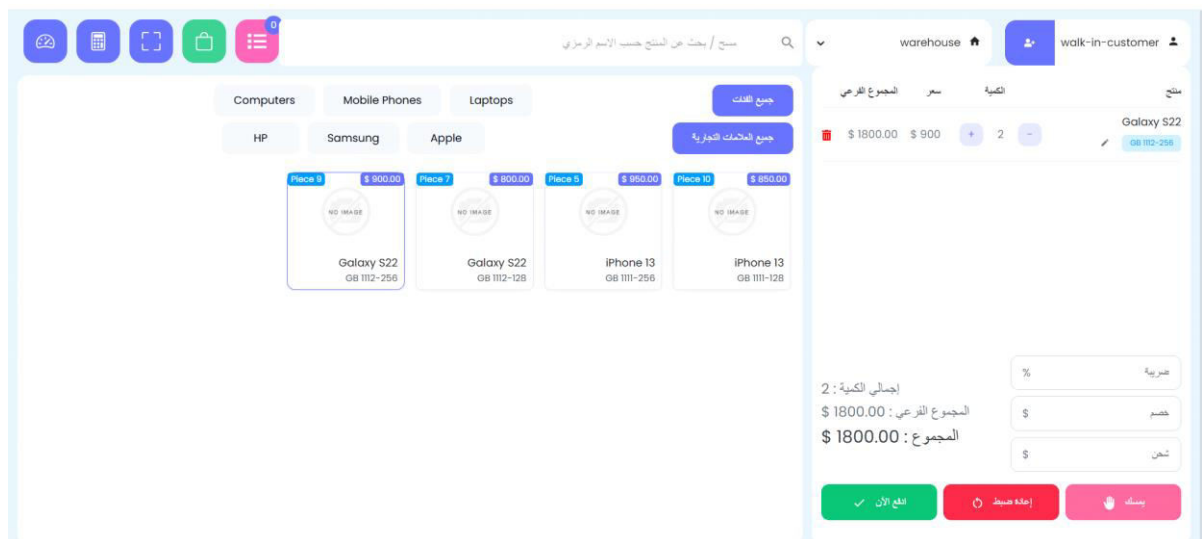 walk-in-customer
warehouse
مسح / بحث عن المنتج حسب الاسم الرمزي
0
منتج
الكمية
سعر
المجموع الفرعي
Galaxy S22
GB 1112-256
2
$ 900
$ 1800.00
جميع الفئات
Laptops
Mobile Phones
Computers
جميع العلامات التجارية
Apple
Samsung
HP
$ 850.00
Piece 10
NO IMAGE
iPhone 13
GB 1111-128
$ 950.00
Piece 5
NO IMAGE
iPhone 13
GB 1111-256
$ 800.00
Piece 7
NO IMAGE
Galaxy S22
GB 1112-128
$ 900.00
Piece 9
NO IMAGE
Galaxy S22
GB 1112-256
ضريبة
%
خصم
$
شحن
$
إجمالي الكمية : 2
المجموع الفرعي : 1800.00 $
المجموع : 1800.00 $
يمسك
إعادة ضبط
ادفع الآن